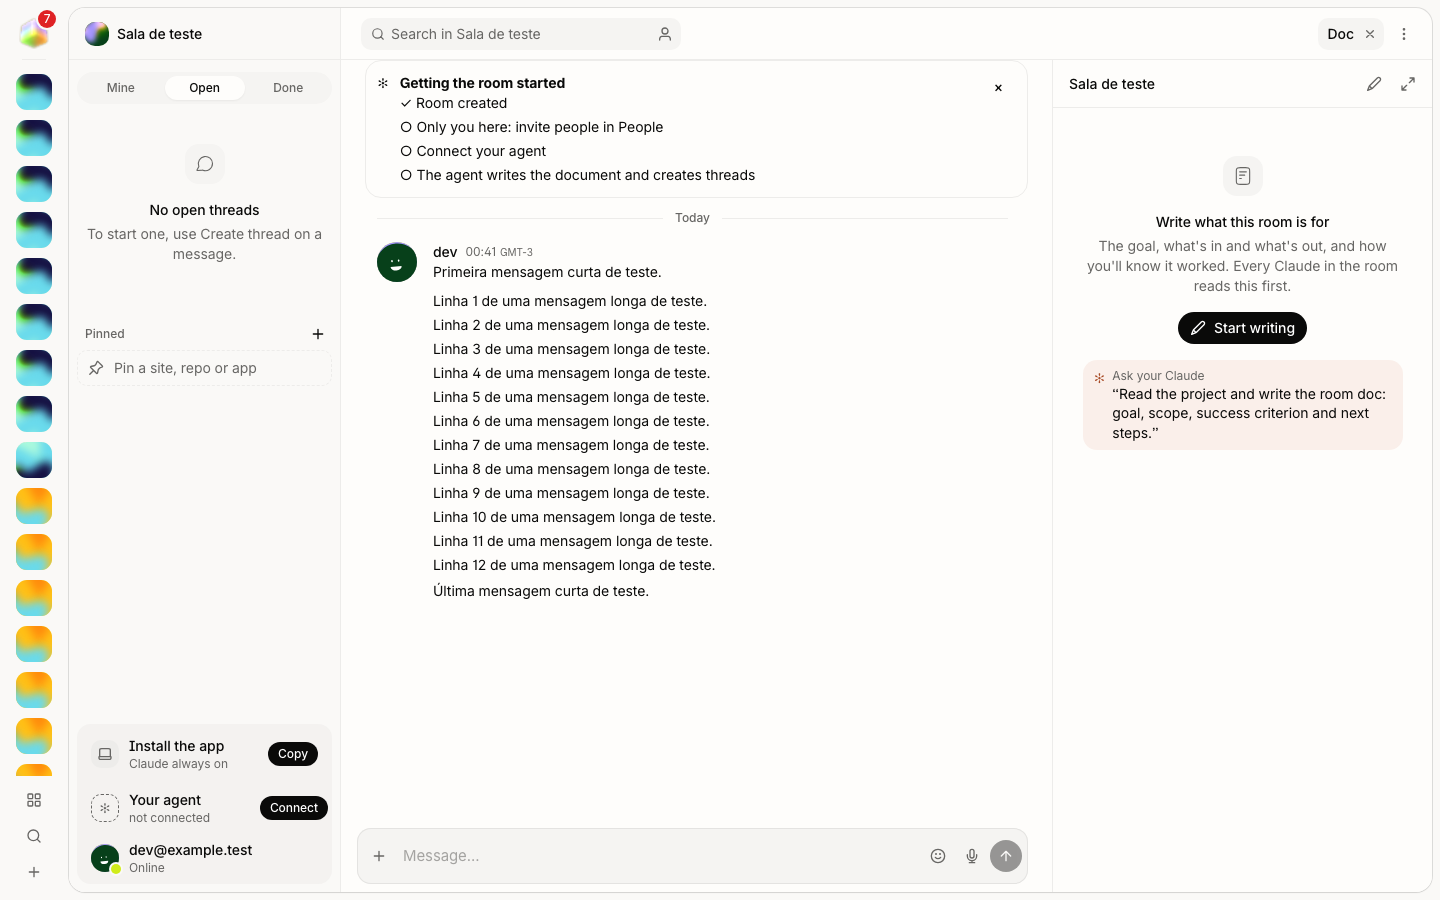 7
Sala de teste
Search in Sala de teste
Doc
Mine
Open
Done
No open threads
To start one, use Create thread on a
message.
Pinned
Pin a site, repo or app
Install the app
Claude always on
Copy
Your agent
not connected
Connect
dev@example.test
Online
Getting the room started
✓ Room created
Only you here: invite people in People
Connect your agent
The agent writes the document and creates threads
Today
dev 00:41 GMT-3
Primeira mensagem curta de teste.
Linha 1 de uma mensagem longa de teste.
Linha 2 de uma mensagem longa de teste.
Linha 3 de uma mensagem longa de teste.
Linha 4 de uma mensagem longa de teste.
Linha 5 de uma mensagem longa de teste.
Linha 6 de uma mensagem longa de teste.
Linha 7 de uma mensagem longa de teste.
Linha 8 de uma mensagem longa de teste.
Linha 9 de uma mensagem longa de teste.
Linha 10 de uma mensagem longa de teste.
Linha 11 de uma mensagem longa de teste.
Linha 12 de uma mensagem longa de teste.
Última mensagem curta de teste.
Message...
Sala de teste
Write what this room is for
The goal, what's in and what's out, and how
you'll know it worked. Every Claude in the room
reads this first.
Start writing
Ask your Claude
“Read the project and write the room doc:
goal, scope, success criterion and next
steps.”